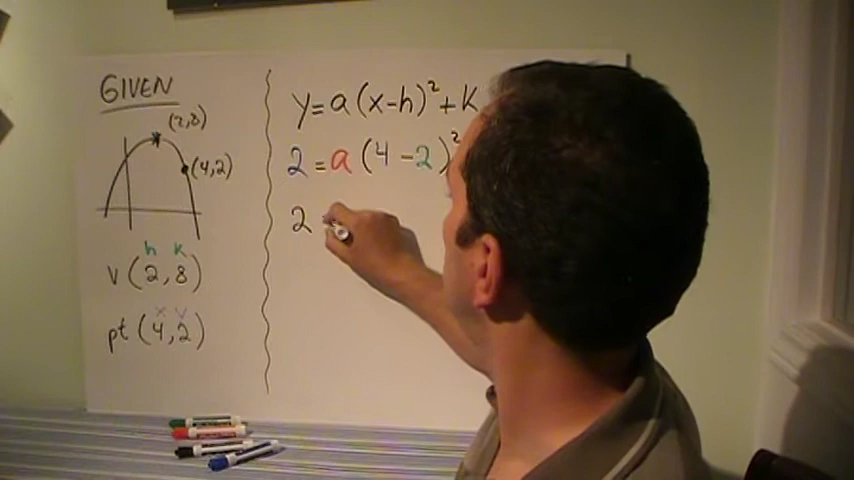 GIVEN
(2,8)
(4,2)
h k
V(2,8)
x y
pt (4,2)
y=a(x-h)²+k
2=a(4-2)²
2